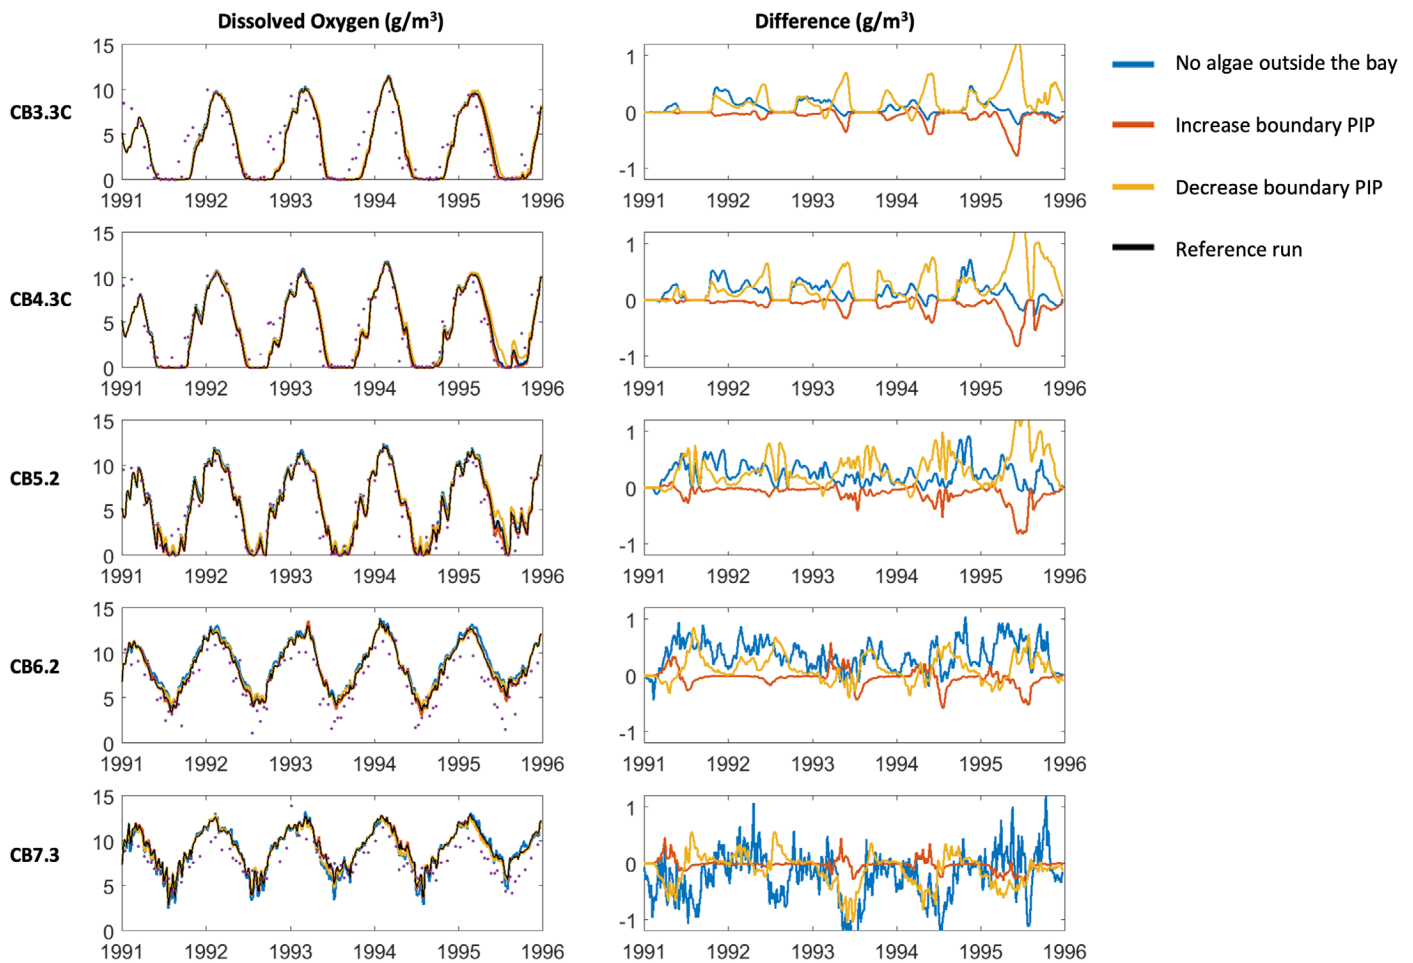 Dissolved Oxygen (g/m³) Difference (g/m³)
No algae outside the bay
Increase boundary PIP
Decrease boundary PIP
Reference run
CB3.3C
15
10
5
0
1991 1992 1993 1994 1995 1996
1
0
-1
1991 1992 1993 1994 1995 1996
CB4.3C
15
10
5
0
1991 1992 1993 1994 1995 1996
1
0
-1
1991 1992 1993 1994 1995 1996
CB5.2
15
10
5
0
1991 1992 1993 1994 1995 1996
1
0
-1
1991 1992 1993 1994 1995 1996
CB6.2
15
10
5
0
1991 1992 1993 1994 1995 1996
1
0
-1
1991 1992 1993 1994 1995 1996
CB7.3
15
10
5
0
1991 1992 1993 1994 1995 1996
1
0
-1
1991 1992 1993 1994 1995 1996